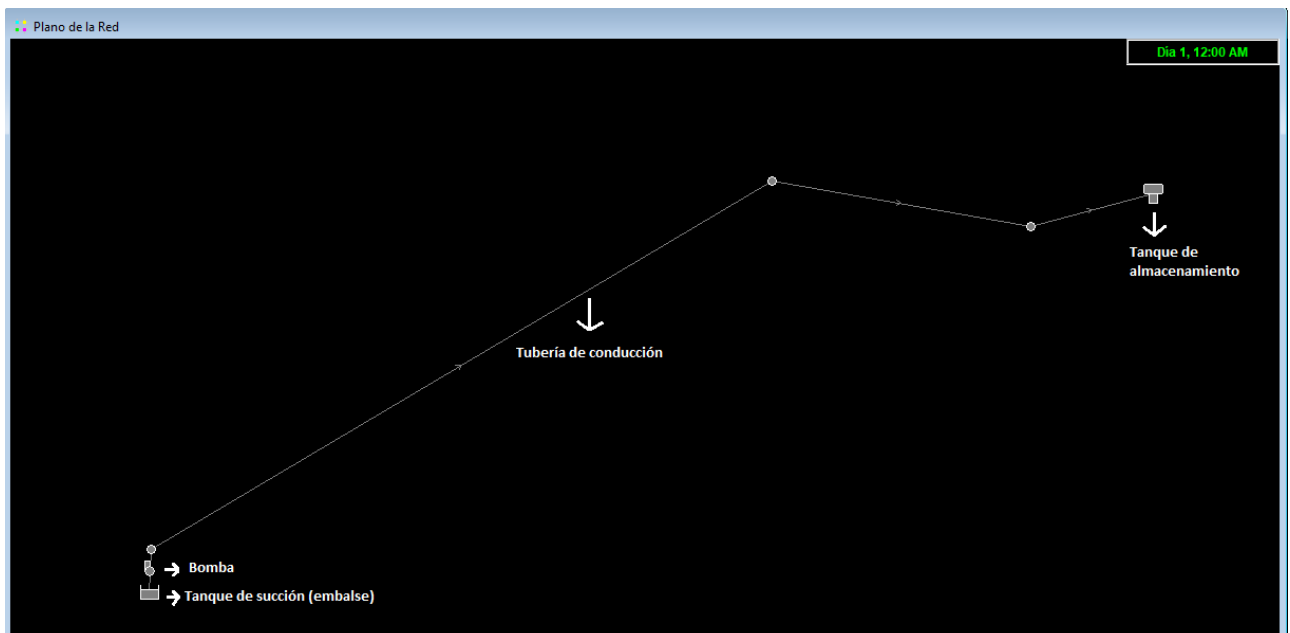 Plano de la Red
Dia 1, 12:00 AM
Tanque de
almacenamiento
Tubería de conducción
Bomba
Tanque de succión (embalse)